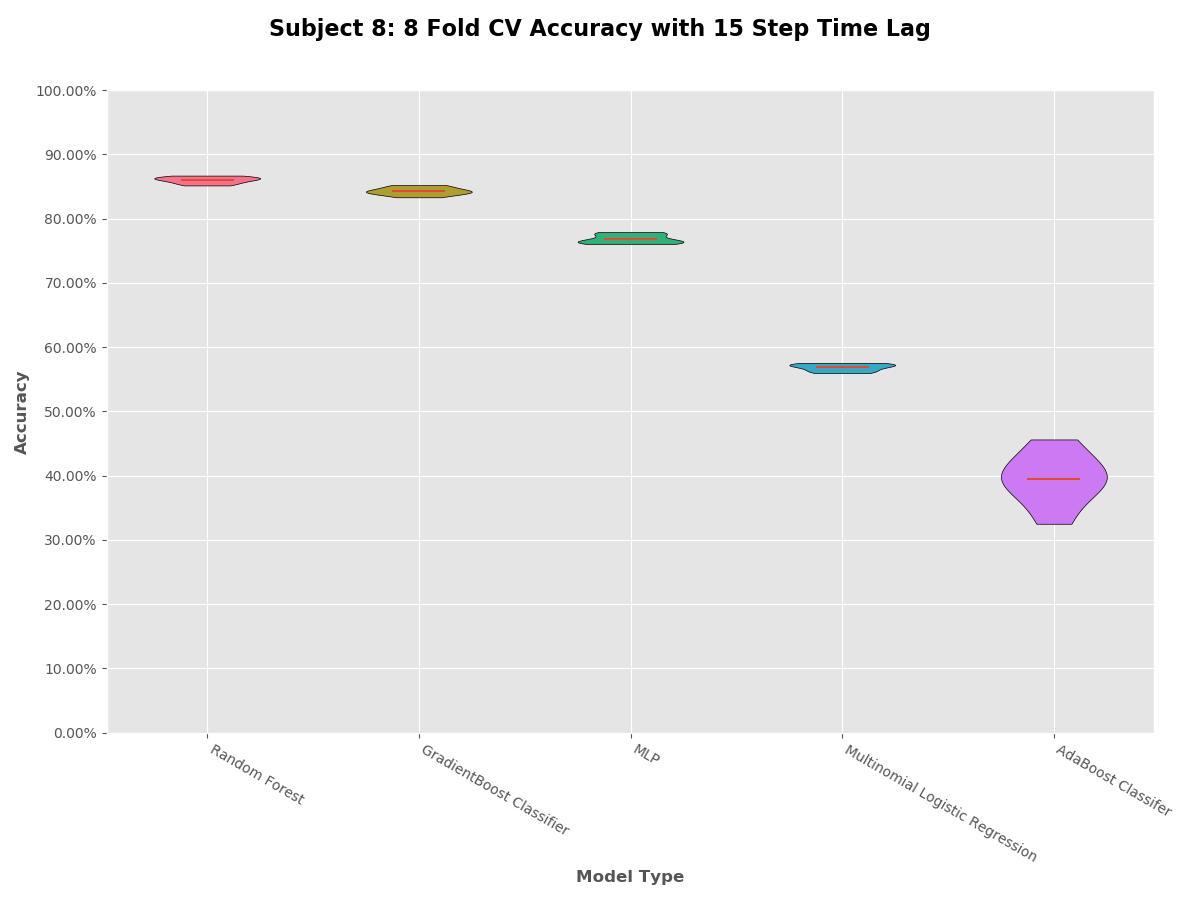 Subject 8: 8 Fold CV Accuracy with 15 Step Time Lag
100.00%
90.00%
80.00%
70.00%
60.00%
50.00%
40.00%
30.00%
20.00%
10.00%
0.00%
Accuracy
Random Forest
GradientBoost Classifier
MLP
Multinomial Logistic Regression
AdaBoost Classifer
Model Type